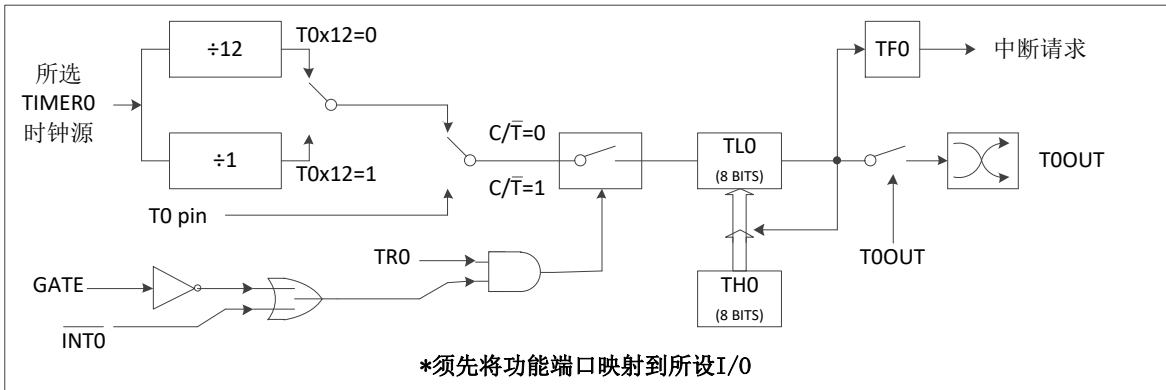 ÷12
T0x12=0
所选
TIMER0
时钟源
÷1
T0x12=1
T0 pin
C/T̅=0
C/T̅=1
TL0
(8 BITS)
TF0
中断请求
T0OUT
T0OUT
TR0
GATE
I̅N̅T̅0̅
TH0
(8 BITS)
*须先将功能端口映射到所设I/O